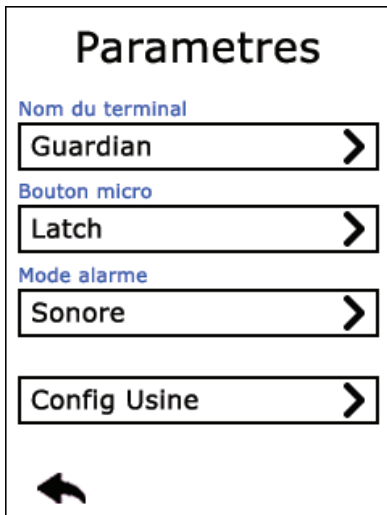 Parametres
Nom du terminal
Guardian
Bouton micro
Latch
Mode alarme
Sonore
Config Usine